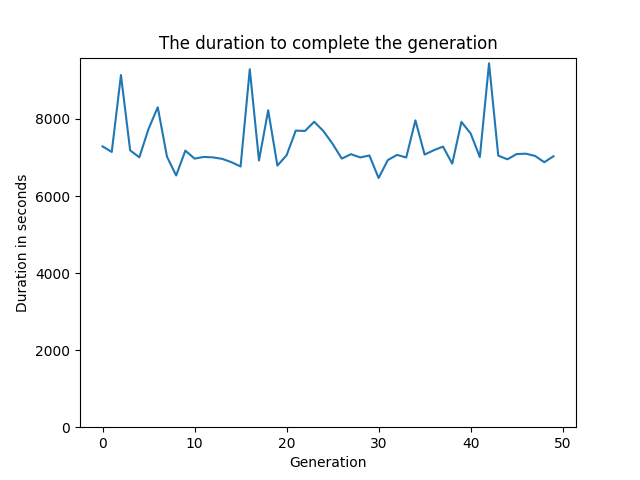 The duration to complete the generation
Duration in seconds
8000
6000
4000
2000
0
0 10 20 30 40 50
Generation